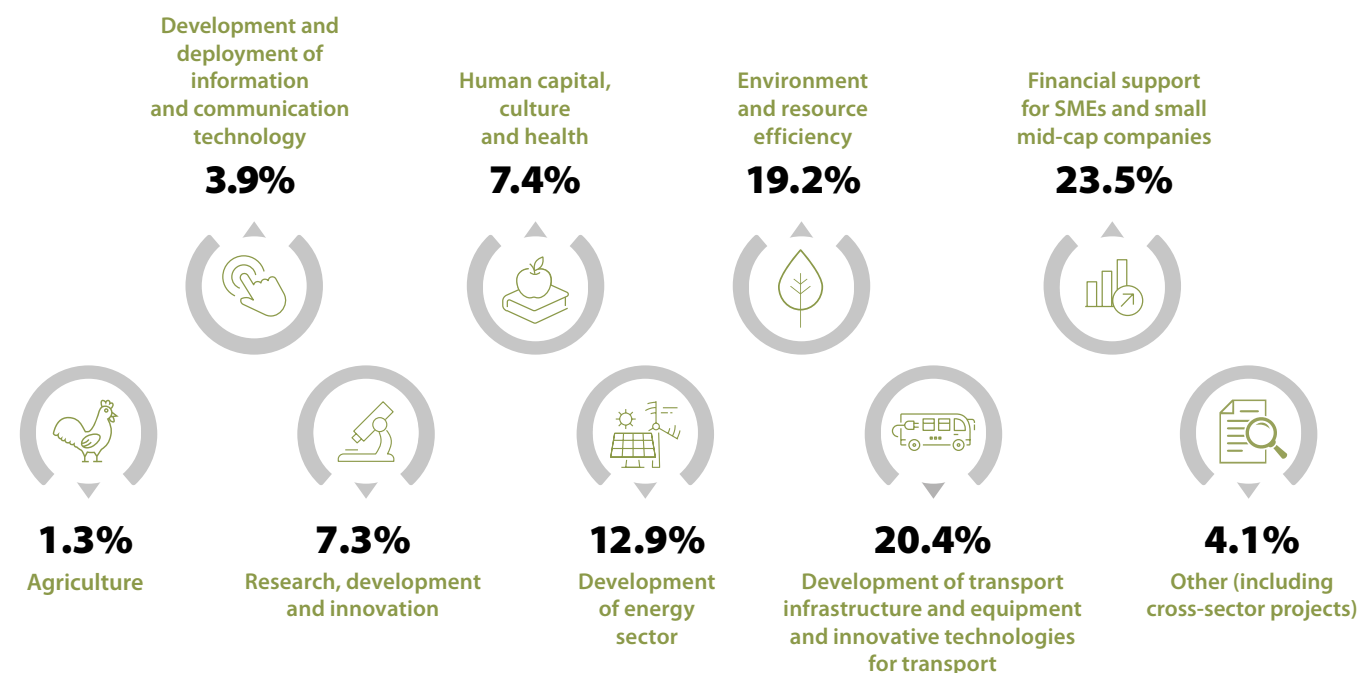 Development and
deployment of
information
and communication
technology
3.9%
Human capital,
culture
and health
7.4%
Environment
and resource
efficiency
19.2%
Financial support
for SMEs and small
mid-cap companies
23.5%
1.3%
Agriculture
7.3%
Research, development
and innovation
12.9%
Development
of energy
sector
20.4%
Development of transport
infrastructure and equipment
and innovative technologies
for transport
4.1%
Other (including
cross-sector projects)